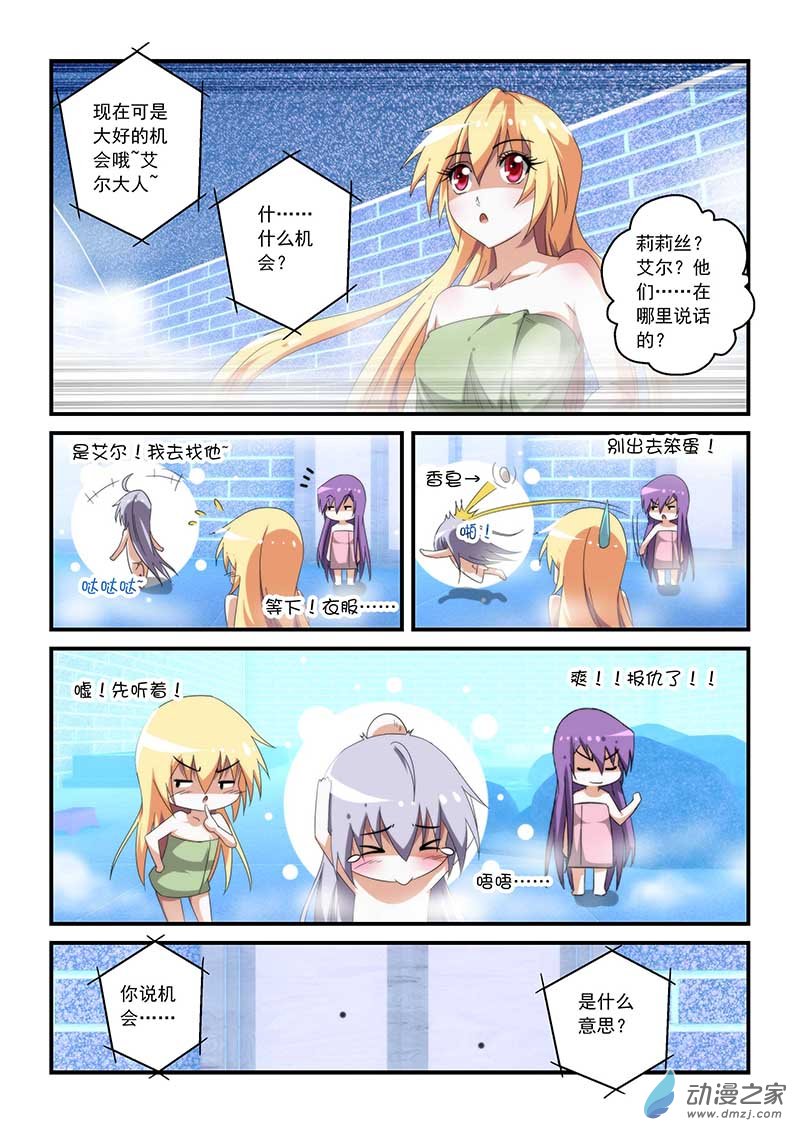 现在可是
大好的机
会哦~艾
尔大人~
什……
什么机
会？
莉莉丝？
艾尔？他
们……在
哪里说话
的？
是艾尔！我去找他~
哒哒哒~
等下！衣服……
别出去笨蛋！
香皂→
啪！
嘘！先听着！
爽！！报仇了！！
唔唔……
你说机
会……
是什么
意思？
动漫之家
www.dmzj.com